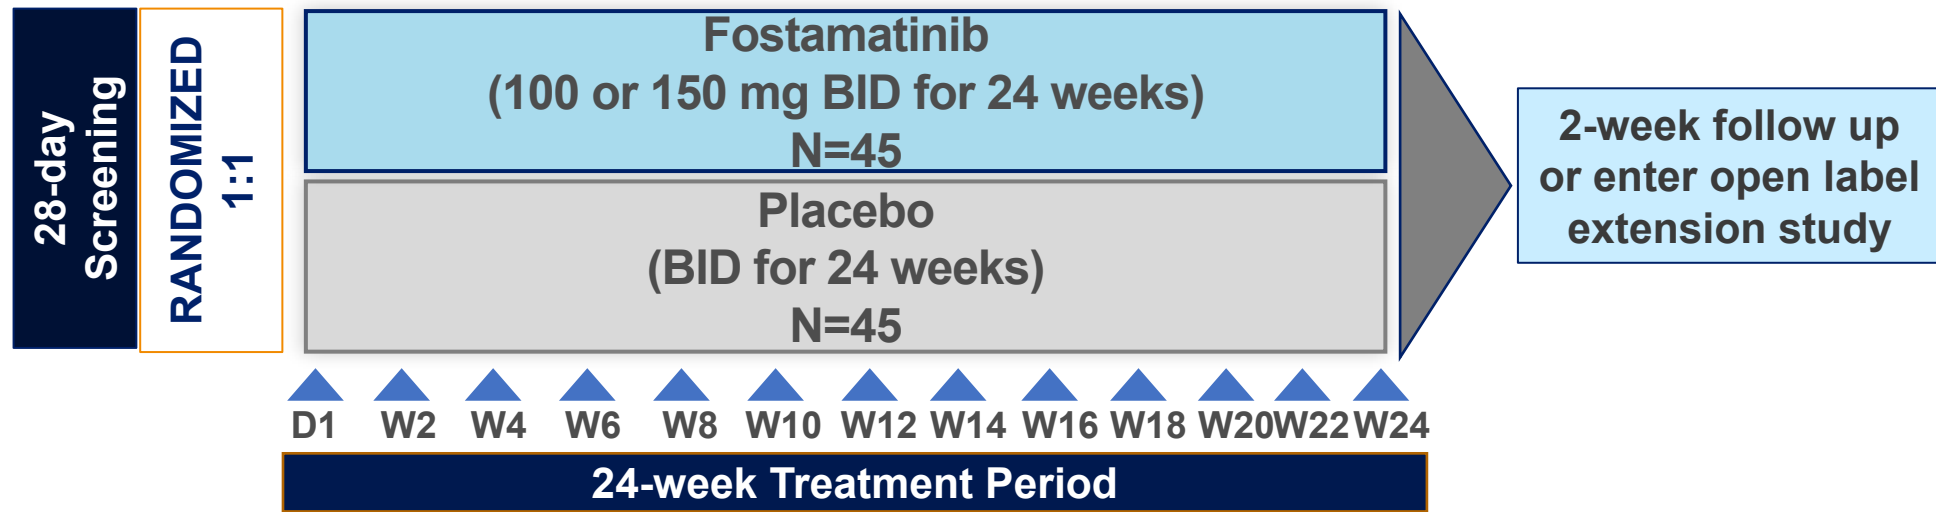 28-day
Screening
RANDOMIZED
1:1
Fostamatinib
(100 or 150 mg BID for 24 weeks)
N=45
Placebo
(BID for 24 weeks)
N=45
2-week follow up
or enter open label
extension study
D1 W2 W4 W6 W8 W10 W12 W14 W16 W18 W20 W22 W24
24-week Treatment Period